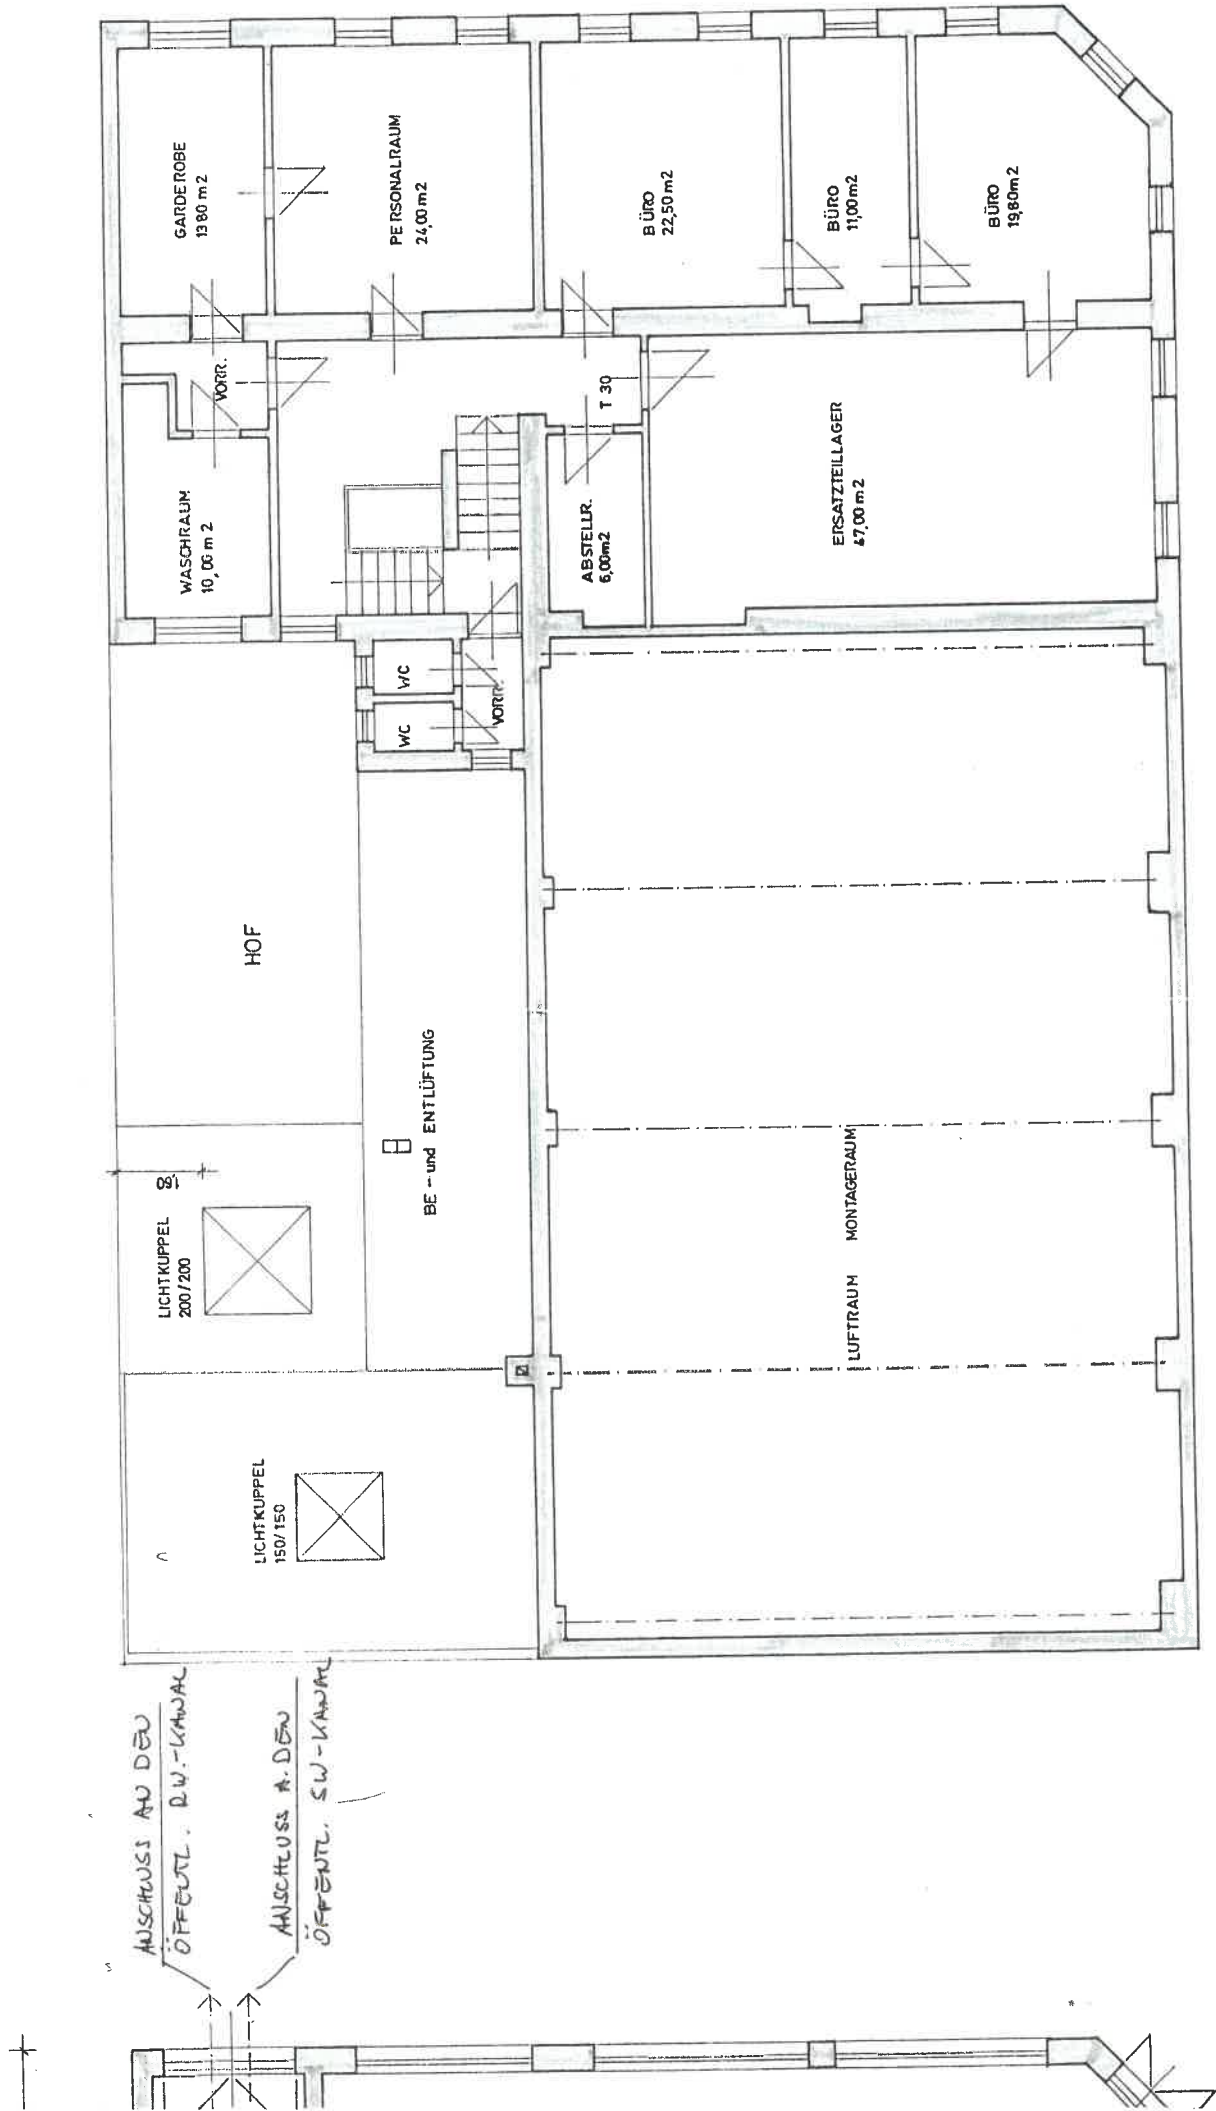 GARDEROBE
13 80 m2
PERSONALRAUM
24,00 m2
BÜRO
22,50 m2
BÜRO
11,00 m2
BÜRO
19,80 m2
VORR.
WASCHRAUM
10,00 m 2
T 30
ABSTELLR.
6,00 m2
ERSATZTEILLAGER
47,00 m2
WC
WC
VORR.
HOF
BE - und ENTLÜFTUNG
LICHTKUPPEL
200/200
LICHTKUPPEL
150/150
LUFTRAUM MONTAGERAUM
ANSCHLUSS AN DEN
ÖFFENTL. RW.-KANAL
ANSCHLUSS A. DEN
ÖFFENTL. SW-KANAL